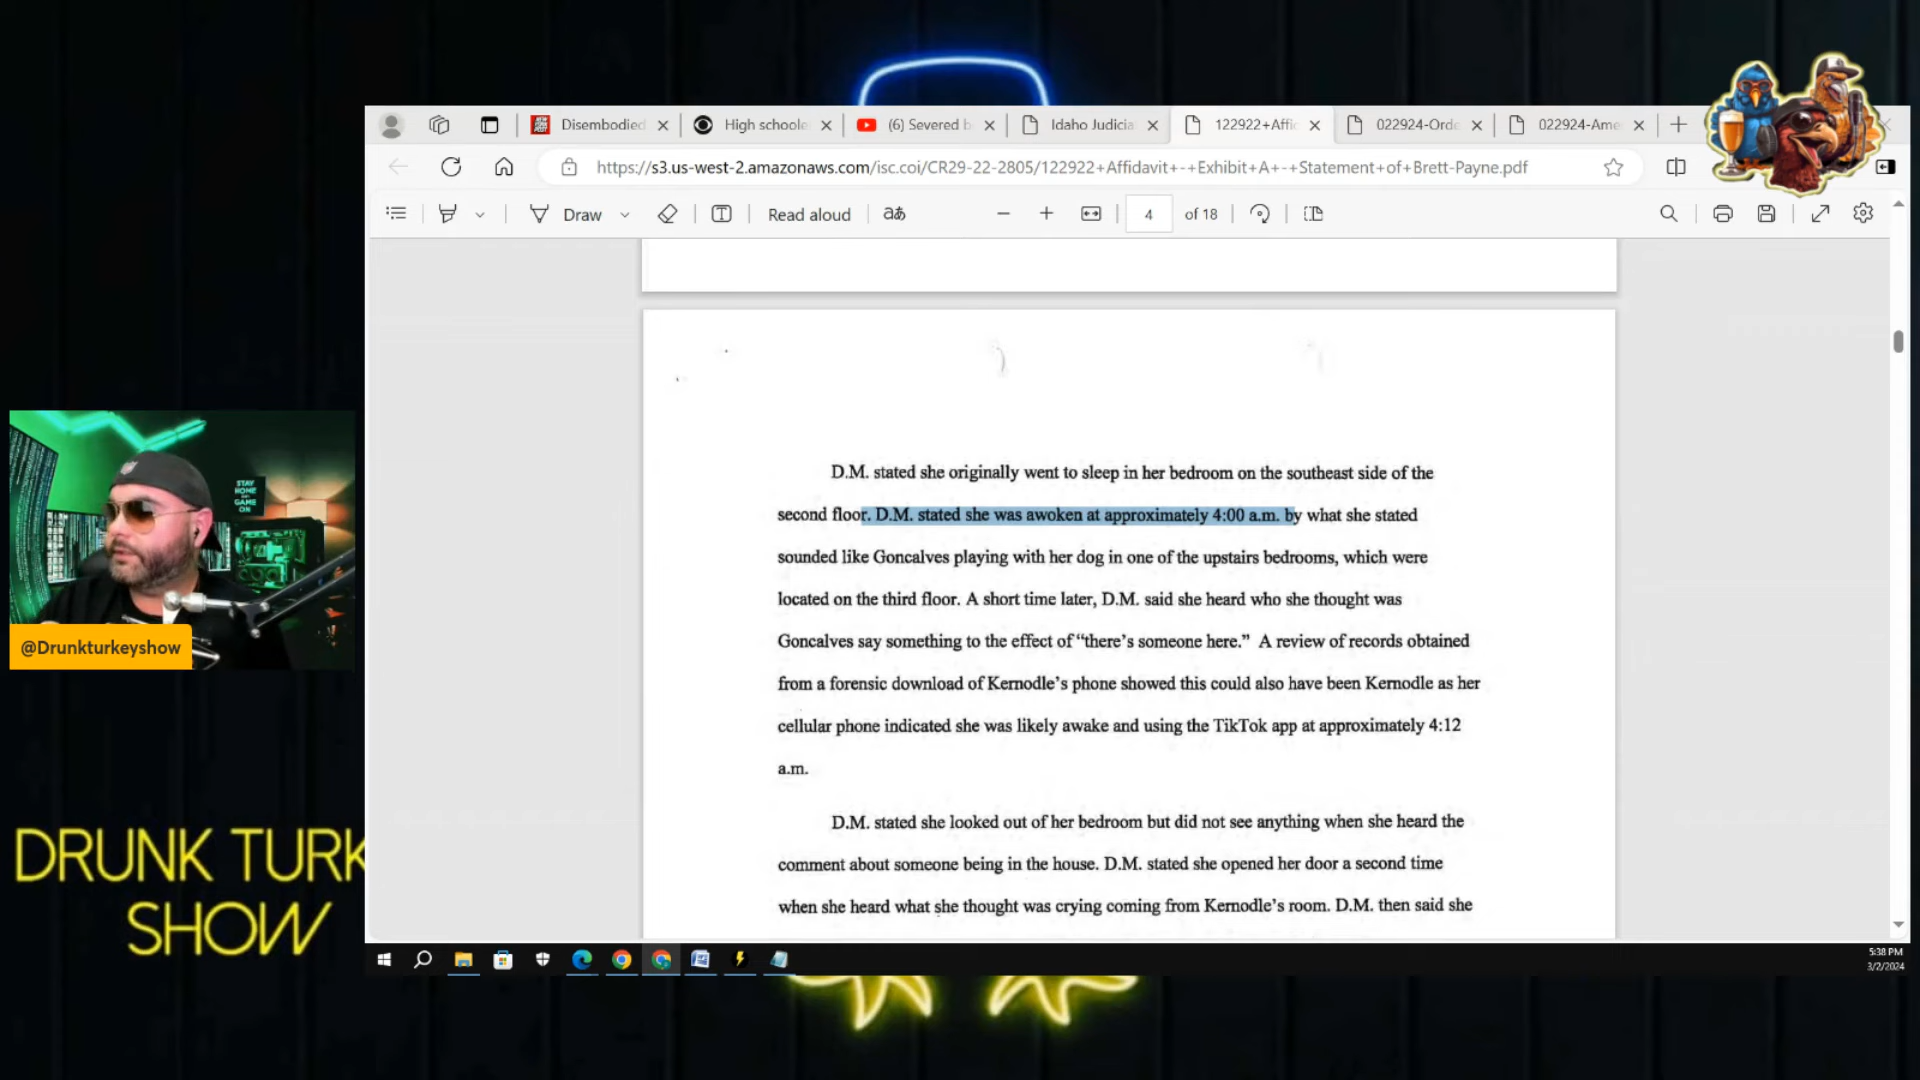 Disembodied
High schoole
(6) Severed b
Idaho Judicia
122922+Affi
022924-Orde
022924-Ame
https://s3.us-west-2.amazonaws.com/isc.coi/CR29-22-2805/122922+Affidavit+-+Exhibit+A+-+Statement+of+Brett+Payne.pdf
Draw
Read aloud
aあ
4
of 18
D.M. stated she originally went to sleep in her bedroom on the southeast side of the
second floor. D.M. stated she was awoken at approximately 4:00 a.m. by what she stated
sounded like Goncalves playing with her dog in one of the upstairs bedrooms, which were
located on the third floor. A short time later, D.M. said she heard who she thought was
Goncalves say something to the effect of “there’s someone here.” A review of records obtained
from a forensic download of Kernodle’s phone showed this could also have been Kernodle as her
cellular phone indicated she was likely awake and using the TikTok app at approximately 4:12
a.m.
D.M. stated she looked out of her bedroom but did not see anything when she heard the
comment about someone being in the house. D.M. stated she opened her door a second time
when she heard what she thought was crying coming from Kernodle’s room. D.M. then said she
STAY
HOME
GAME
ON
@Drunkturkeyshow
DRUNK TURK
SHOW
5:38 PM
3/2/2024